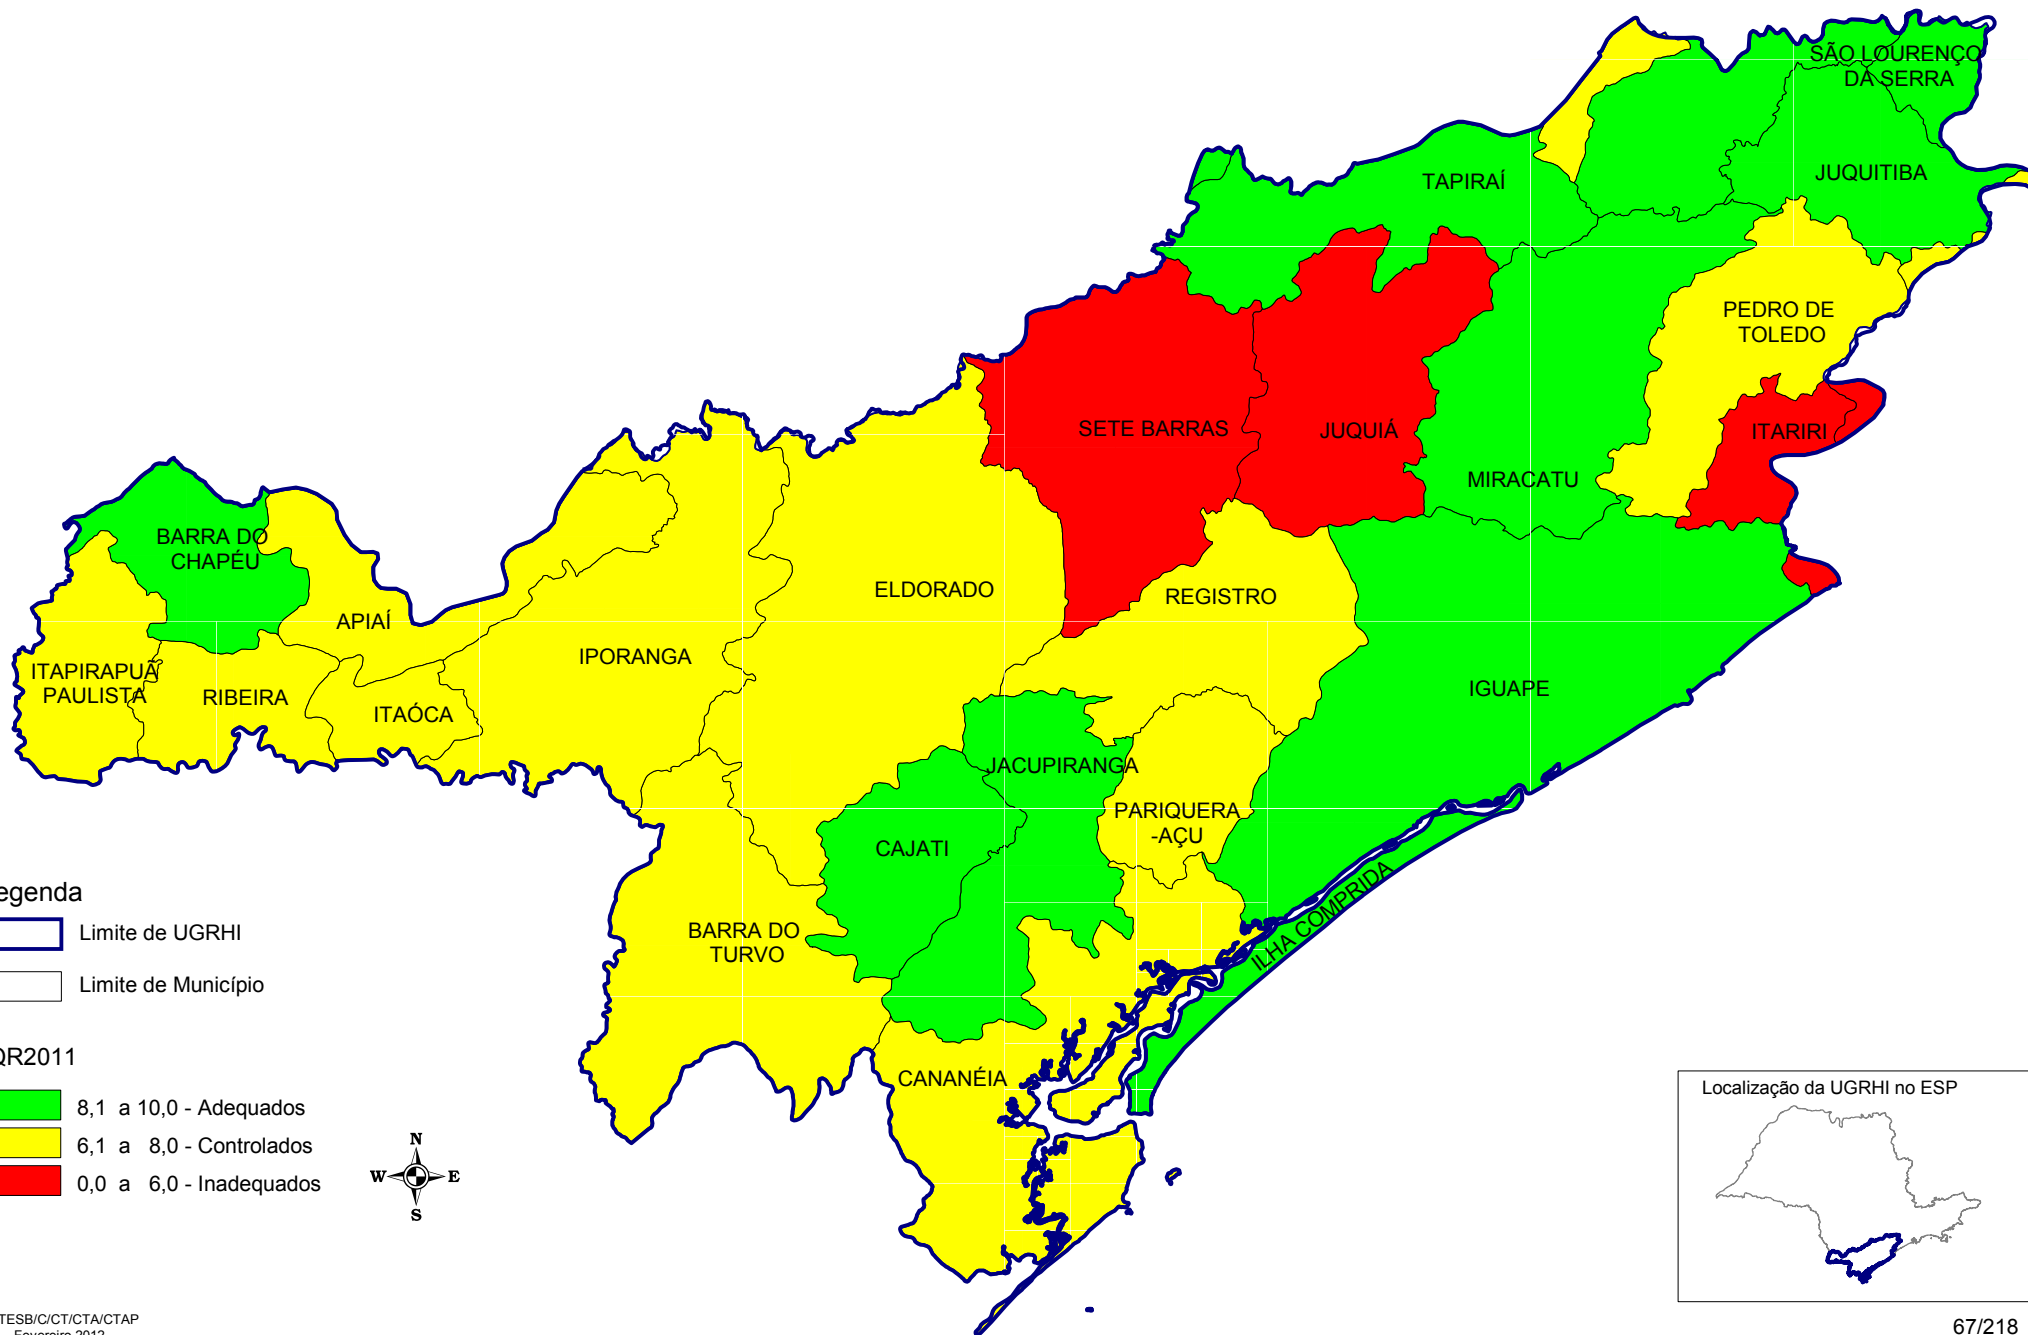 SÃO LOURENÇO
DA SERRA
JUQUITIBA
TAPIRAÍ
PEDRO DE
TOLEDO
SETE BARRAS
JUQUIÁ
ITARIRI
MIRACATU
BARRA DO
CHAPÉU
ELDORADO
REGISTRO
APIAÍ
IPORANGA
ITAPIRAPUÃ
PAULISTA
RIBEIRA
ITAÓCA
IGUAPE
JACUPIRANGA
PARIQUERA
-AÇU
CAJATI
ILHA COMPRIDA
BARRA DO
TURVO
CANANÉIA
egenda
Limite de UGRHI
Limite de Município
QR2011
8,1 a 10,0 - Adequados
6,1 a 8,0 - Controlados
0,0 a 6,0 - Inadequados
N
W E
S
Localização da UGRHI no ESP
TESB/C/CT/CTA/CTAP
Fevereiro 2012
67/218